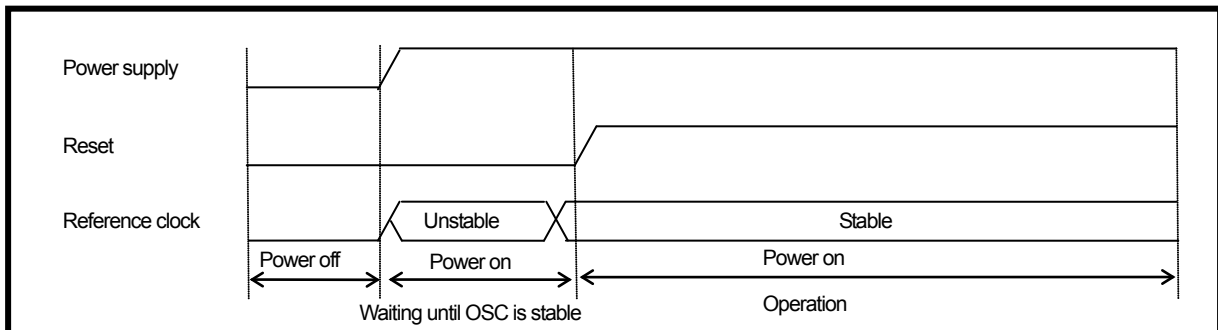 Power supply
Reset
Reference clock
Unstable
Stable
Power off
Power on
Power on
Waiting until OSC is stable
Operation